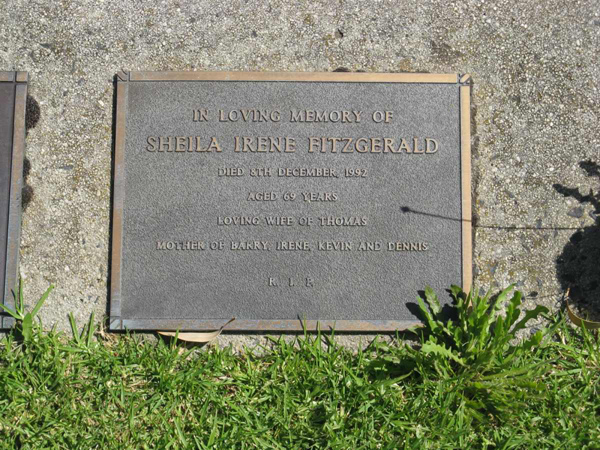 IN LOVING MEMORY OF
SHEILA IRENE FITZGERALD
DIED 8TH DECEMBER, 1992
AGED 69 YEARS
LOVING WIFE OF THOMAS
MOTHER OF BARRY, IRENE, KEVIN AND DENNIS
R. I. P.